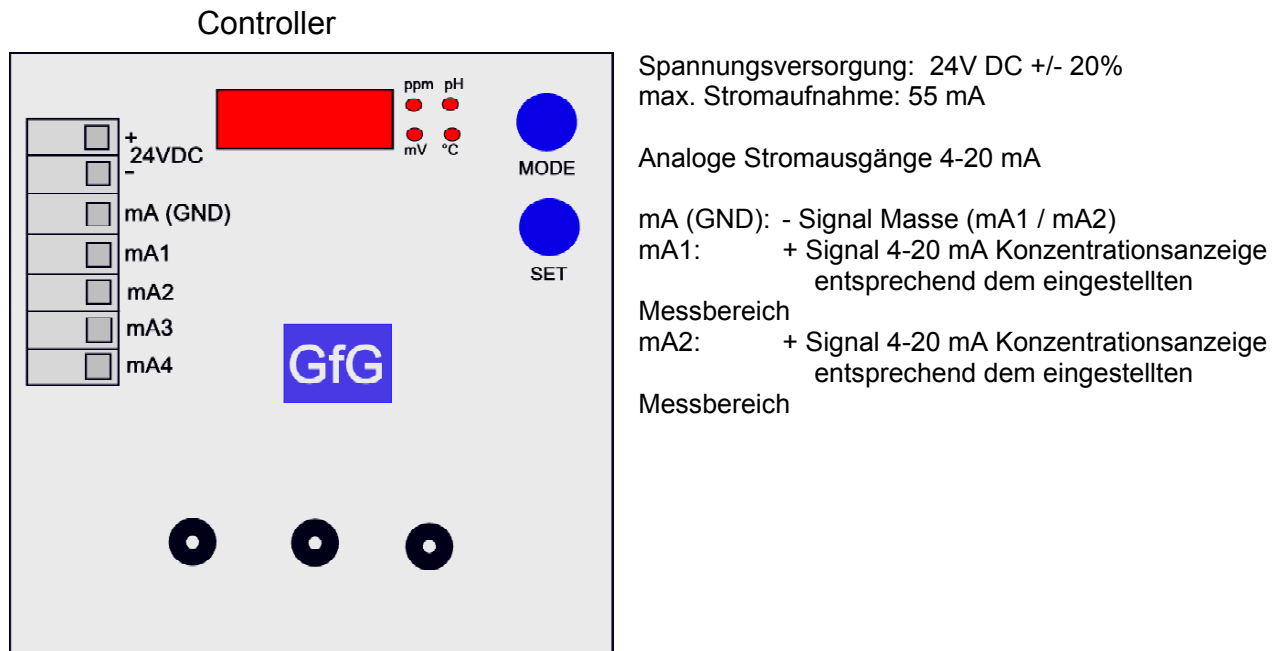 Controller
ppm pH
mV °C
MODE
SET
+
24VDC
-
mA (GND)
mA1
mA2
mA3
mA4
GfG
Spannungsversorgung: 24V DC +/- 20%
max. Stromaufnahme: 55 mA
Analoge Stromausgänge 4-20 mA
mA (GND): - Signal Masse (mA1 / mA2)
mA1: + Signal 4-20 mA Konzentrationsanzeige
entsprechend dem eingestellten
Messbereich
mA2: + Signal 4-20 mA Konzentrationsanzeige
entsprechend dem eingestellten
Messbereich